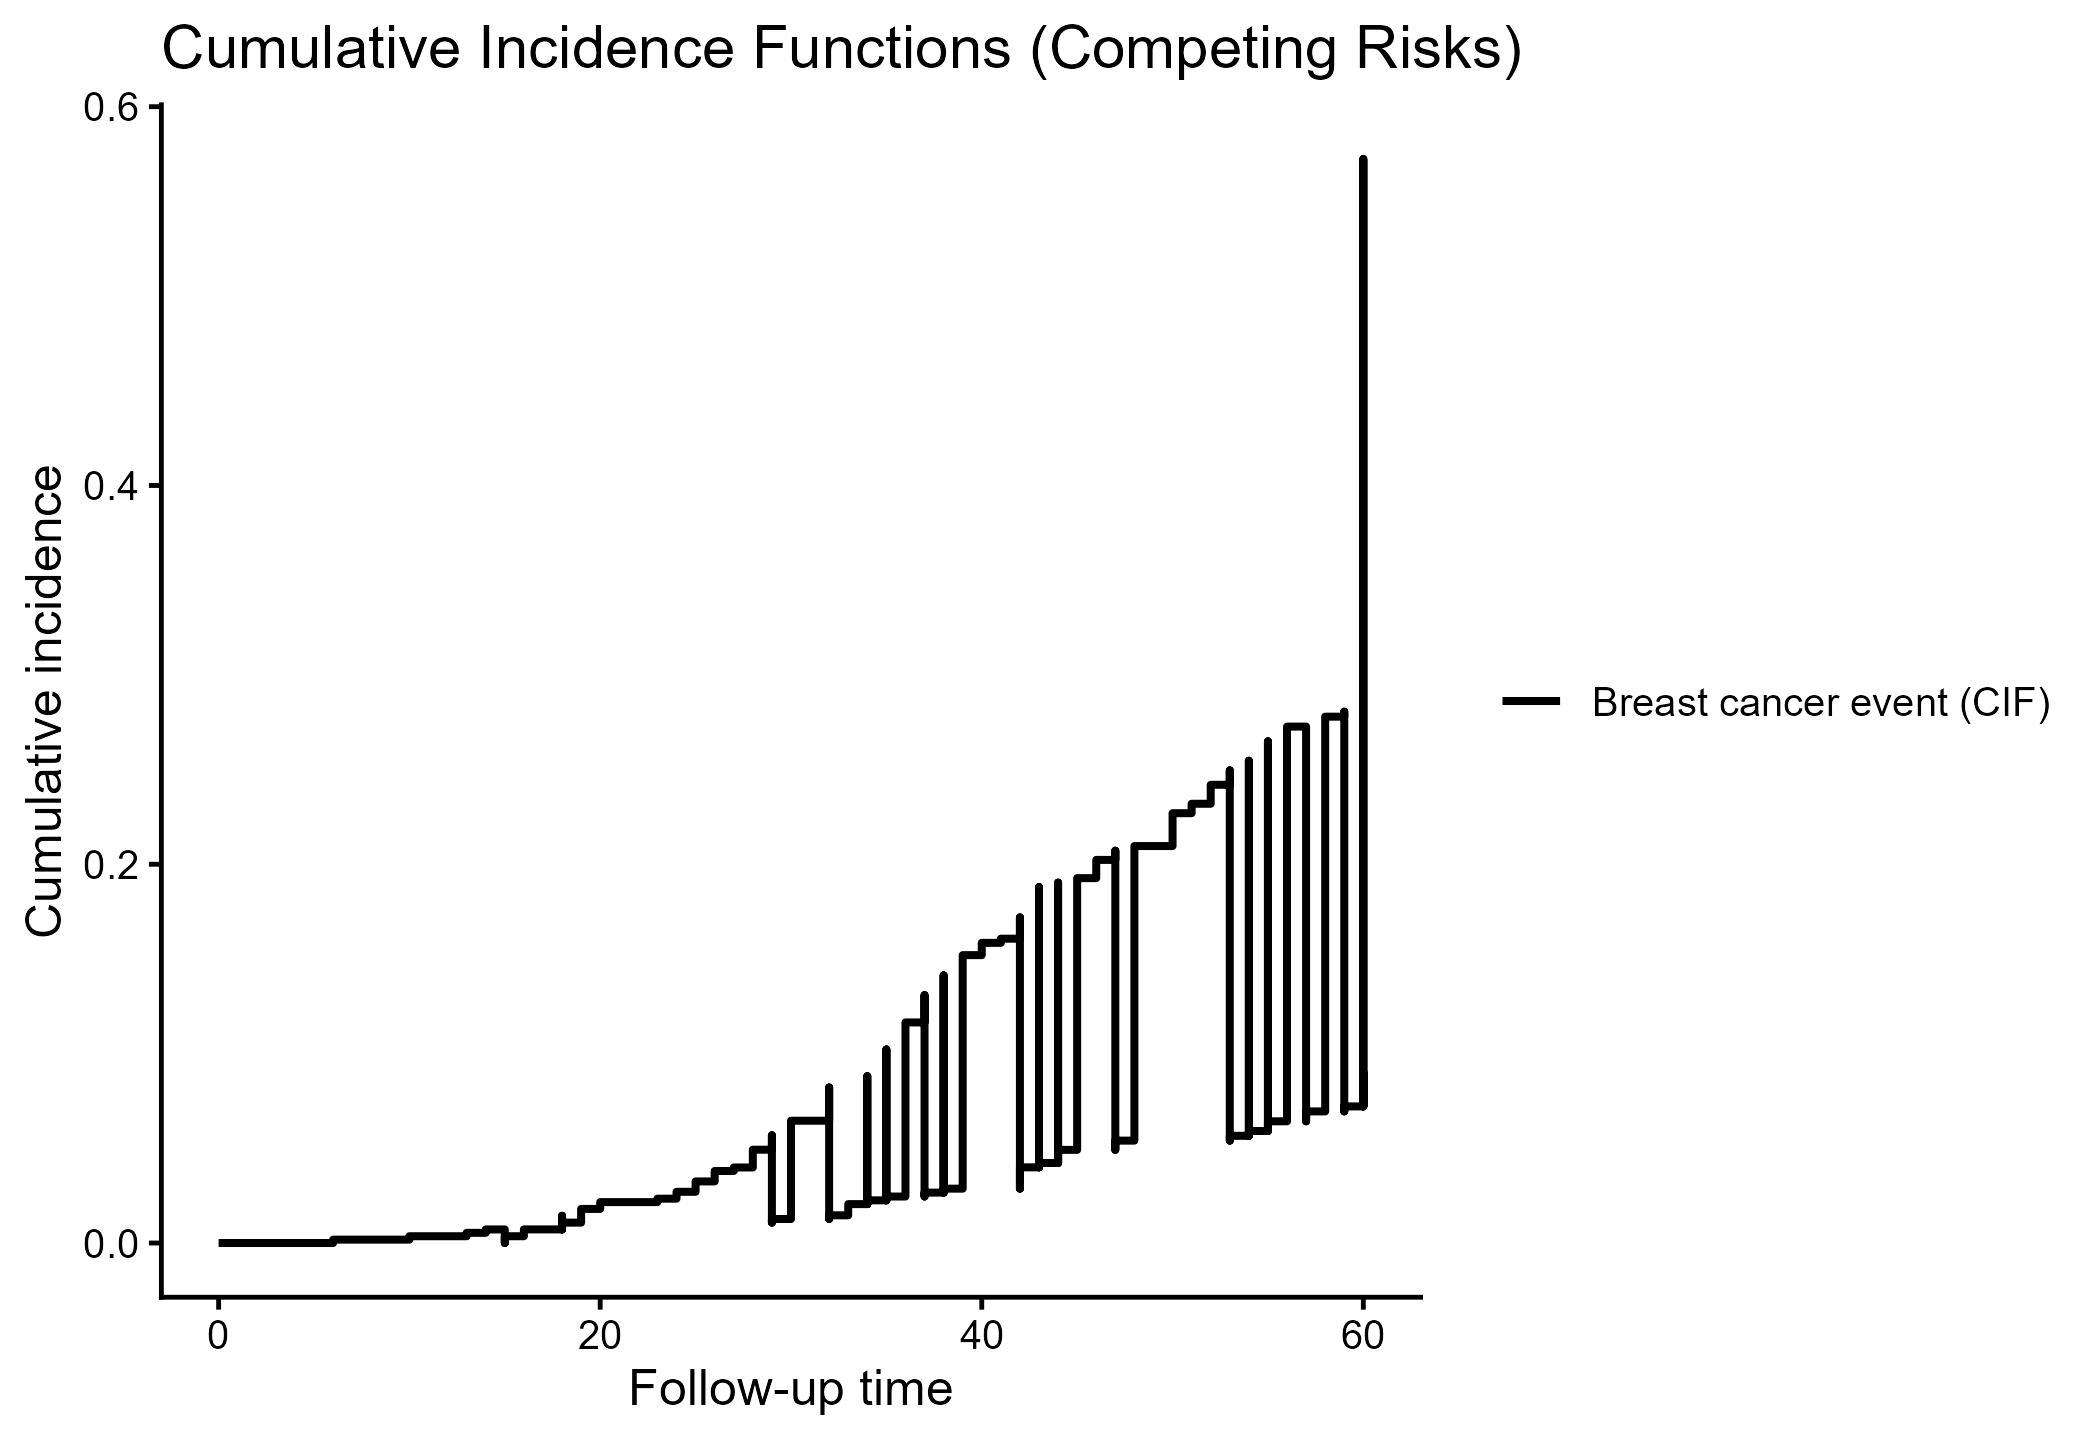 Cumulative Incidence Functions (Competing Risks)
0.6
0.4
0.2
0.0
Cumulative incidence
0 20 40 60
Follow-up time
Breast cancer event (CIF)